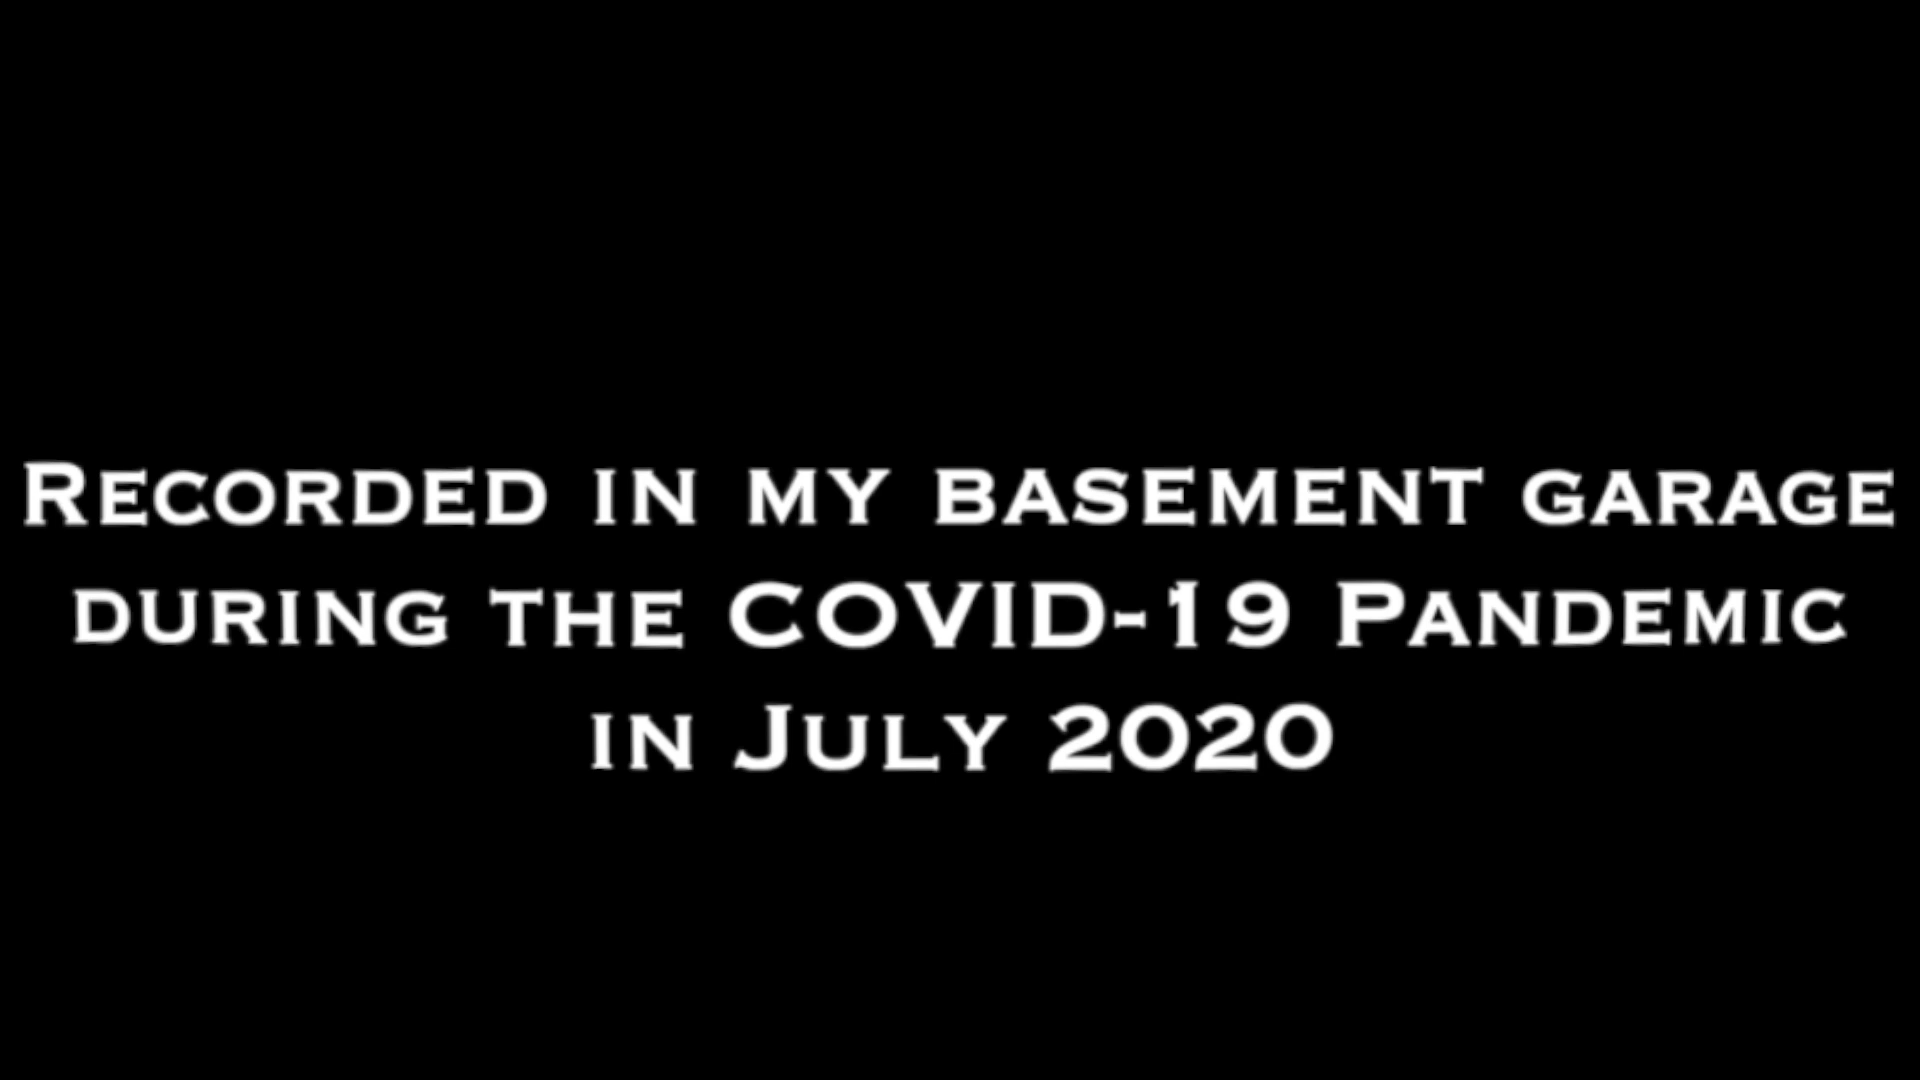 Recorded in my basement garage
during the COVID-19 Pandemic
in July 2020